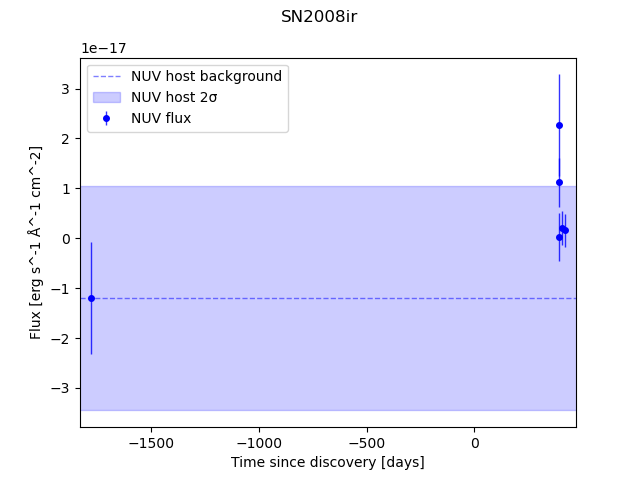 SN2008ir
1e−17
NUV host background
NUV host 2σ
NUV flux
3
2
1
0
−1
−2
−3
Flux [erg s^-1 Å^-1 cm^-2]
−1500
−1000
−500
0
Time since discovery [days]